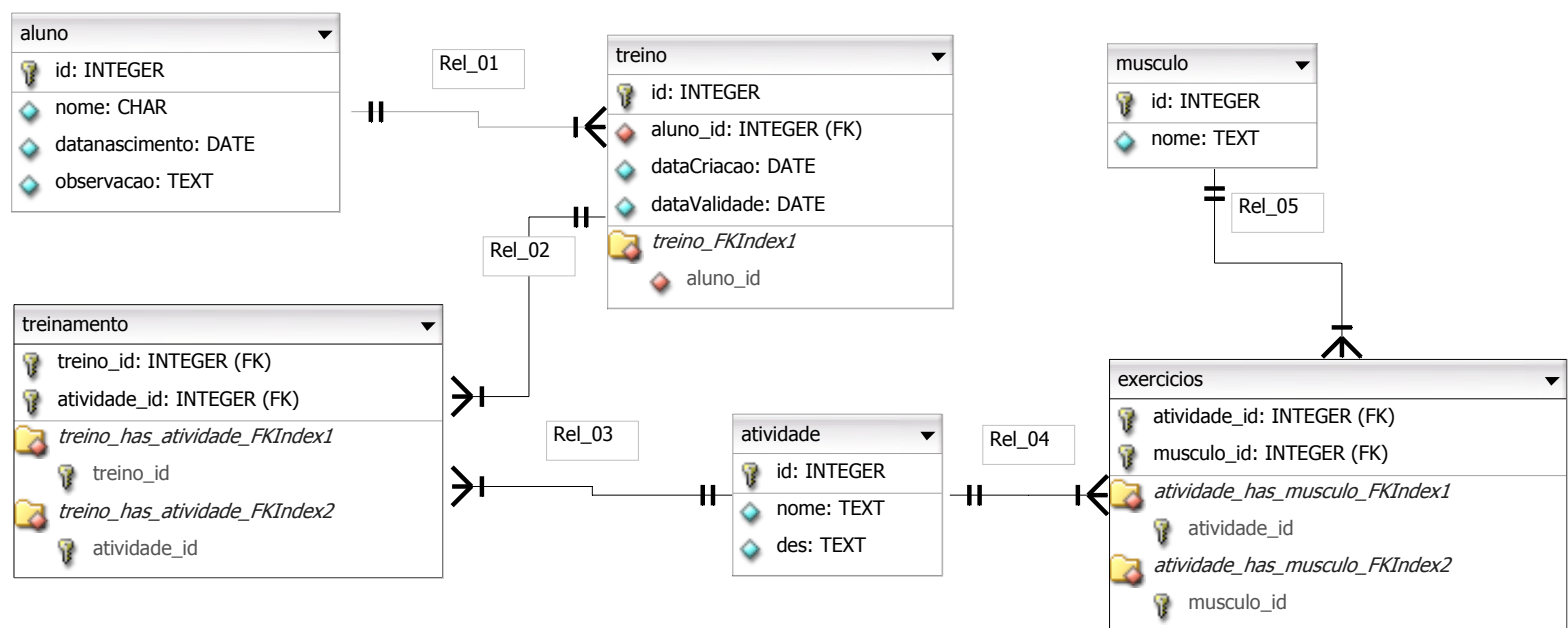 aluno
id: INTEGER
nome: CHAR
datanascimento: DATE
observacao: TEXT
Rel_01
treino
id: INTEGER
aluno_id: INTEGER (FK)
dataCriacao: DATE
dataValidade: DATE
treino_FKIndex1
aluno_id
musculo
id: INTEGER
nome: TEXT
Rel_05
Rel_02
treinamento
treino_id: INTEGER (FK)
atividade_id: INTEGER (FK)
treino_has_atividade_FKIndex1
treino_id
treino_has_atividade_FKIndex2
atividade_id
Rel_03
atividade
id: INTEGER
nome: TEXT
des: TEXT
Rel_04
exercicios
atividade_id: INTEGER (FK)
musculo_id: INTEGER (FK)
atividade_has_musculo_FKIndex1
atividade_id
atividade_has_musculo_FKIndex2
musculo_id